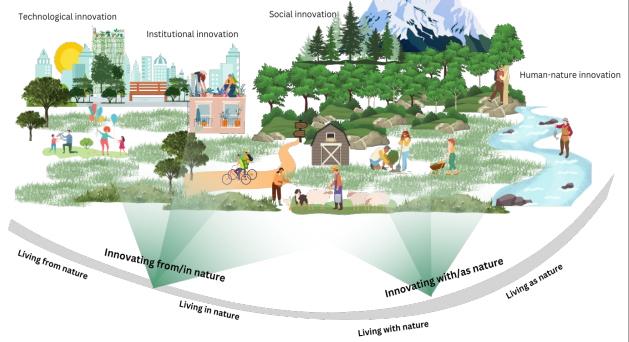 Technological innovation
Institutional innovation
Social innovation
Human-nature innovation
Innovating from/in nature
Innovating with/as nature
Living from nature
Living in nature
Living with nature
Living as nature